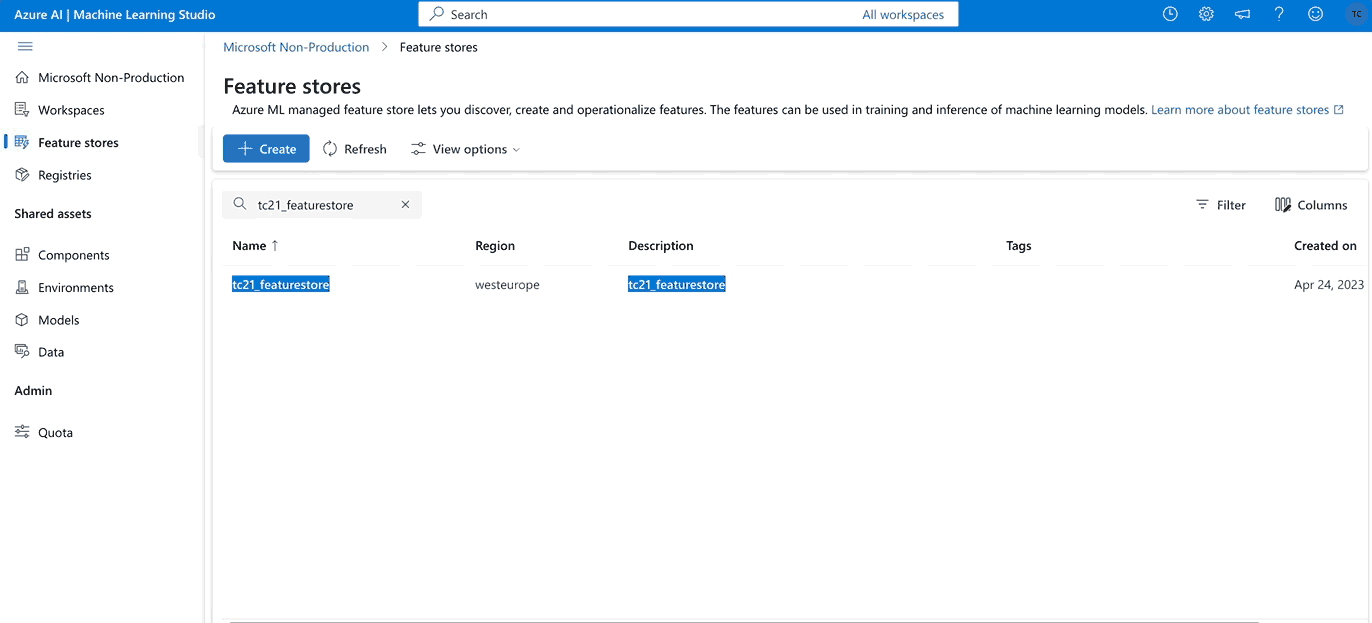 Azure AI | Machine Learning Studio
Search
All workspaces
TC
Microsoft Non-Production
Workspaces
Feature stores
Registries
Shared assets
Components
Environments
Models
Data
Admin
Quota
Microsoft Non-Production > Feature stores
Feature stores
Azure ML managed feature store lets you discover, create and operationalize features. The features can be used in training and inference of machine learning models. Learn more about feature stores
Create Refresh View options
tc21_featurestore
Filter Columns
Name ↑ Region Description Tags Created on
tc21_featurestore westeurope tc21_featurestore Apr 24, 2023